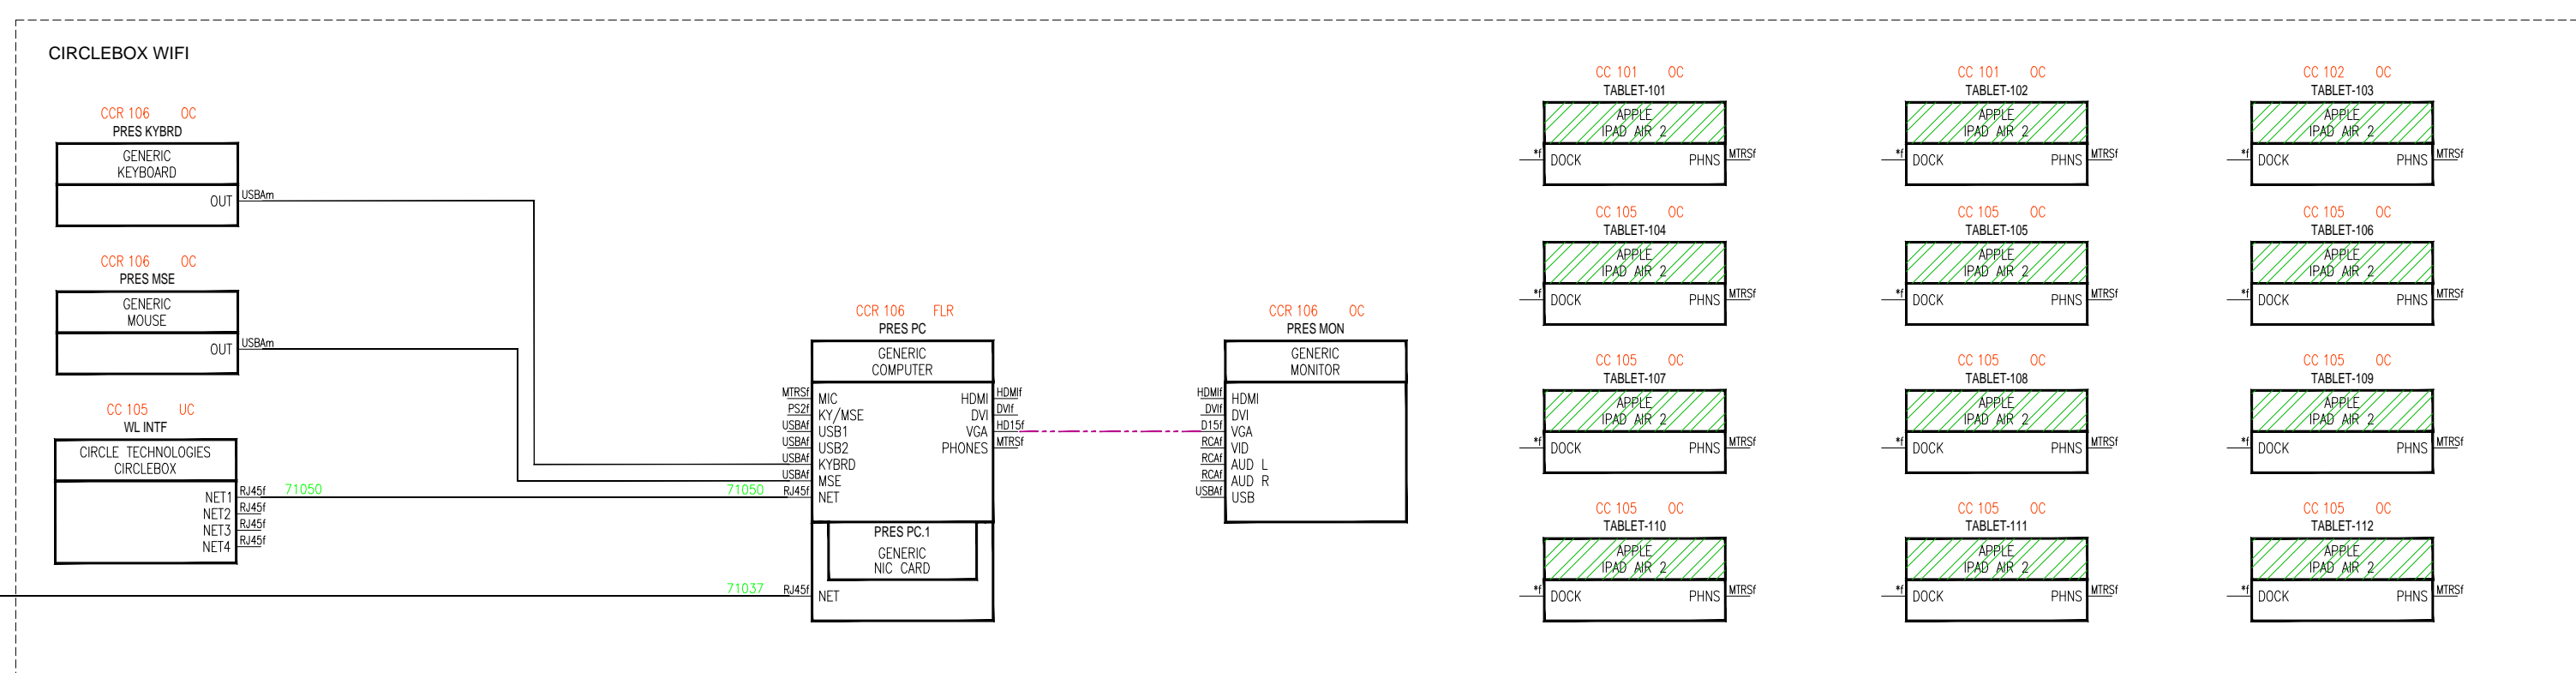 CIRCLEBOX WIFI
CCR 106 OC
PRES KYBRD
GENERIC
KEYBOARD
OUT USBAm
CCR 106 OC
PRES MSE
GENERIC
MOUSE
OUT USBAm
CC 105 UC
WL INTF
CIRCLE TECHNOLOGIES
CIRCLEBOX
NET1 RJ45f 71050
NET2 RJ45f
NET3 RJ45f
NET4 RJ45f
CCR 106 FLR
PRES PC
GENERIC
COMPUTER
MTRSf MIC HDMI HDMIf
PS2f KY/MSE DVI DVIf
USBAf USB1 VGA HD15f
USBAf USB2 PHONES MTRSf
USBAf KYBRD
USBAf MSE
71050 RJ45f NET
PRES PC.1
GENERIC
NIC CARD
71037 RJ45f NET
CCR 106 OC
PRES MON
GENERIC
MONITOR
HDMIf HDMI
DVIf DVI
D15f VGA
RCAf VID
RCAf AUD L
RCAf AUD R
USBAf USB
CC 101 OC
TABLET-101
APPLE
IPAD AIR 2
*f DOCK PHNS MTRSf
CC 101 OC
TABLET-102
APPLE
IPAD AIR 2
*f DOCK PHNS MTRSf
CC 102 OC
TABLET-103
APPLE
IPAD AIR 2
*f DOCK PHNS MTRSf
CC 105 OC
TABLET-104
APPLE
IPAD AIR 2
*f DOCK PHNS MTRSf
CC 105 OC
TABLET-105
APPLE
IPAD AIR 2
*f DOCK PHNS MTRSf
CC 105 OC
TABLET-106
APPLE
IPAD AIR 2
*f DOCK PHNS MTRSf
CC 105 OC
TABLET-107
APPLE
IPAD AIR 2
*f DOCK PHNS MTRSf
CC 105 OC
TABLET-108
APPLE
IPAD AIR 2
*f DOCK PHNS MTRSf
CC 105 OC
TABLET-109
APPLE
IPAD AIR 2
*f DOCK PHNS MTRSf
CC 105 OC
TABLET-110
APPLE
IPAD AIR 2
*f DOCK PHNS MTRSf
CC 105 OC
TABLET-111
APPLE
IPAD AIR 2
*f DOCK PHNS MTRSf
CC 105 OC
TABLET-112
APPLE
IPAD AIR 2
*f DOCK PHNS MTRSf